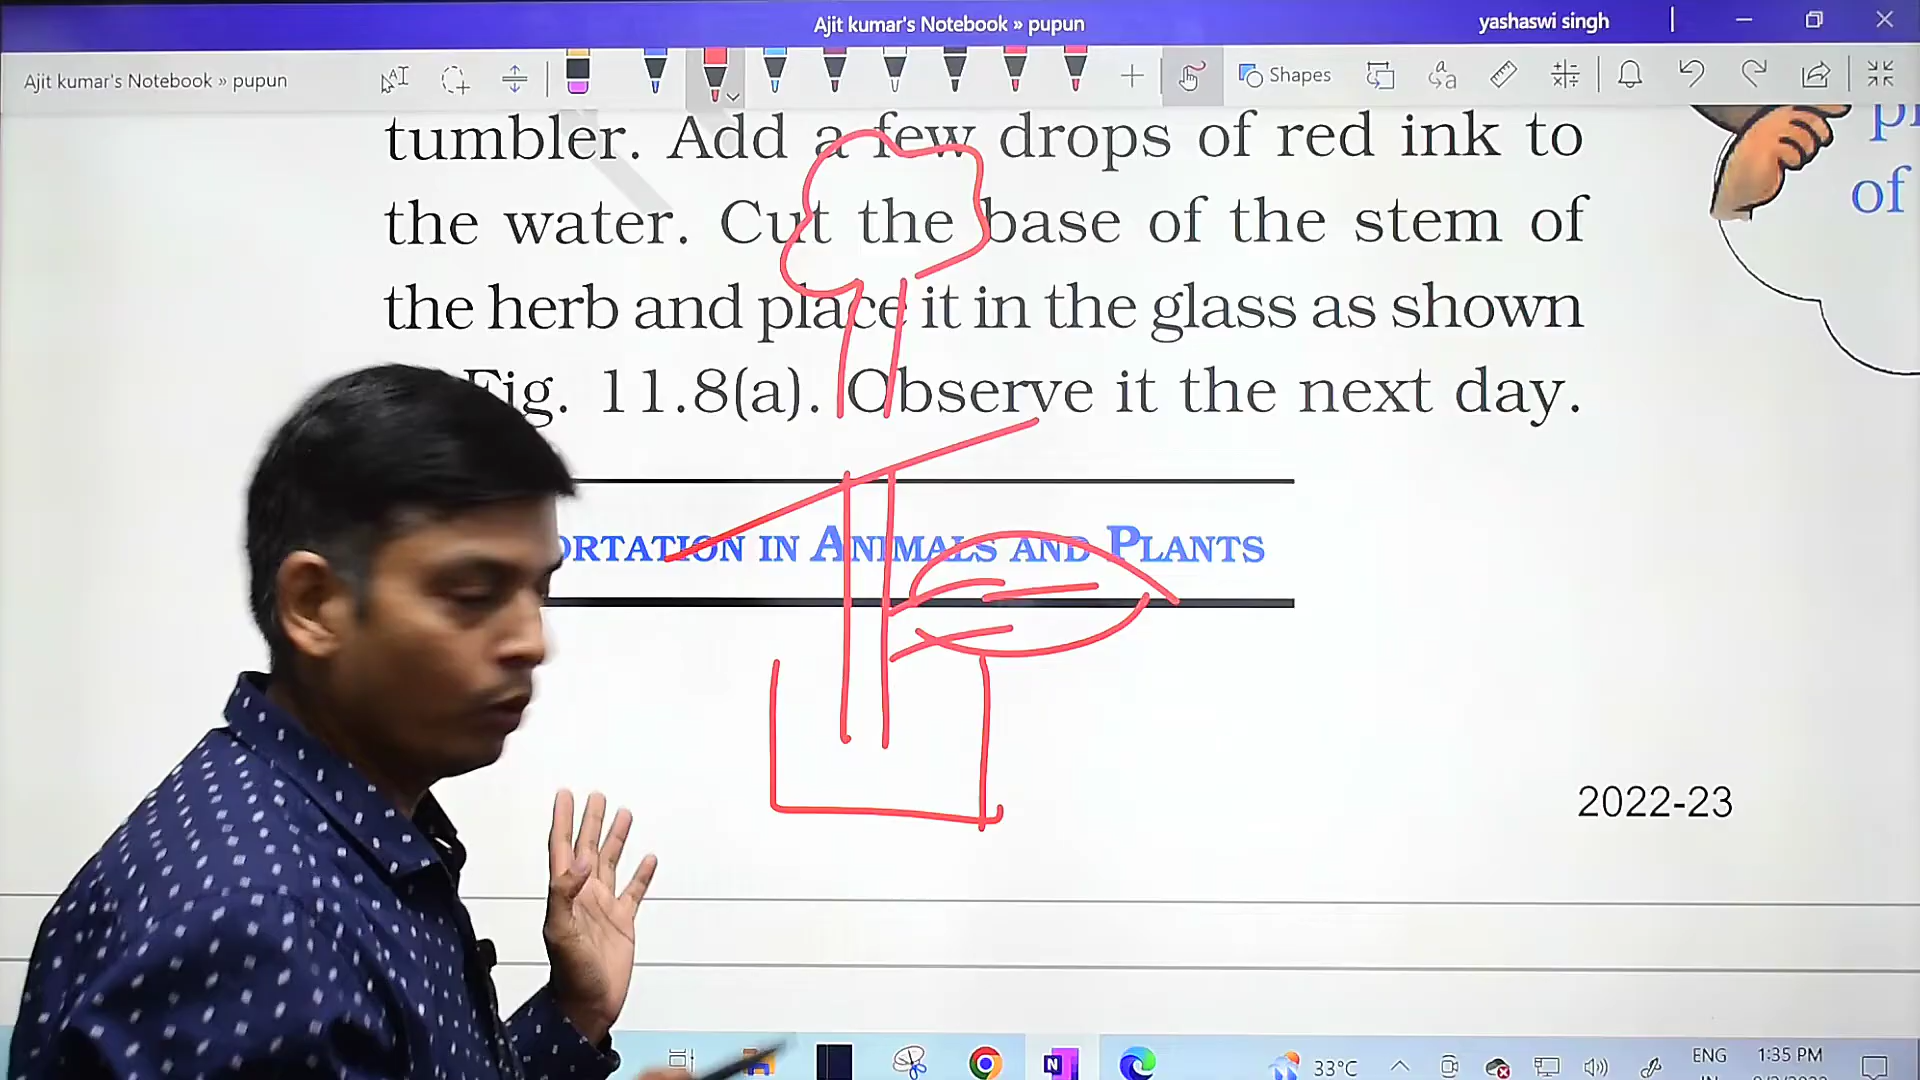 Ajit kumar's Notebook » pupun
yashaswi singh
Ajit kumar's Notebook » pupun
Shapes
tumbler. Add a few drops of red ink to
the water. Cut the base of the stem of
the herb and place it in the glass as shown
Fig. 11.8(a). Observe it the next day.
of
ORTATION IN ANIMALS AND PLANTS
2022-23
33°C
ENG
1:35 PM